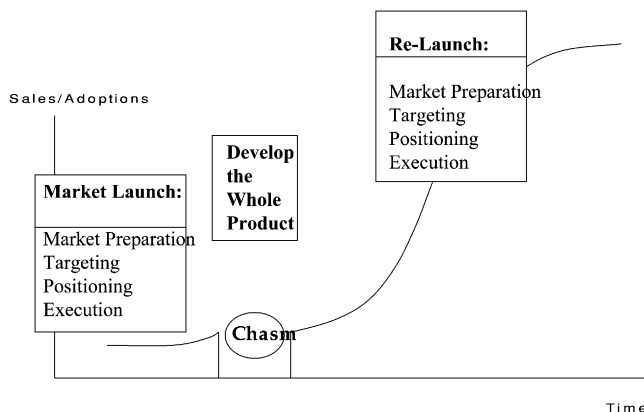 Re-Launch:
Market Preparation
Targeting
Positioning
Execution
Sales/Adoptions
Develop
the
Whole
Product
Market Launch:
Market Preparation
Targeting
Positioning
Execution
Chasm
Time